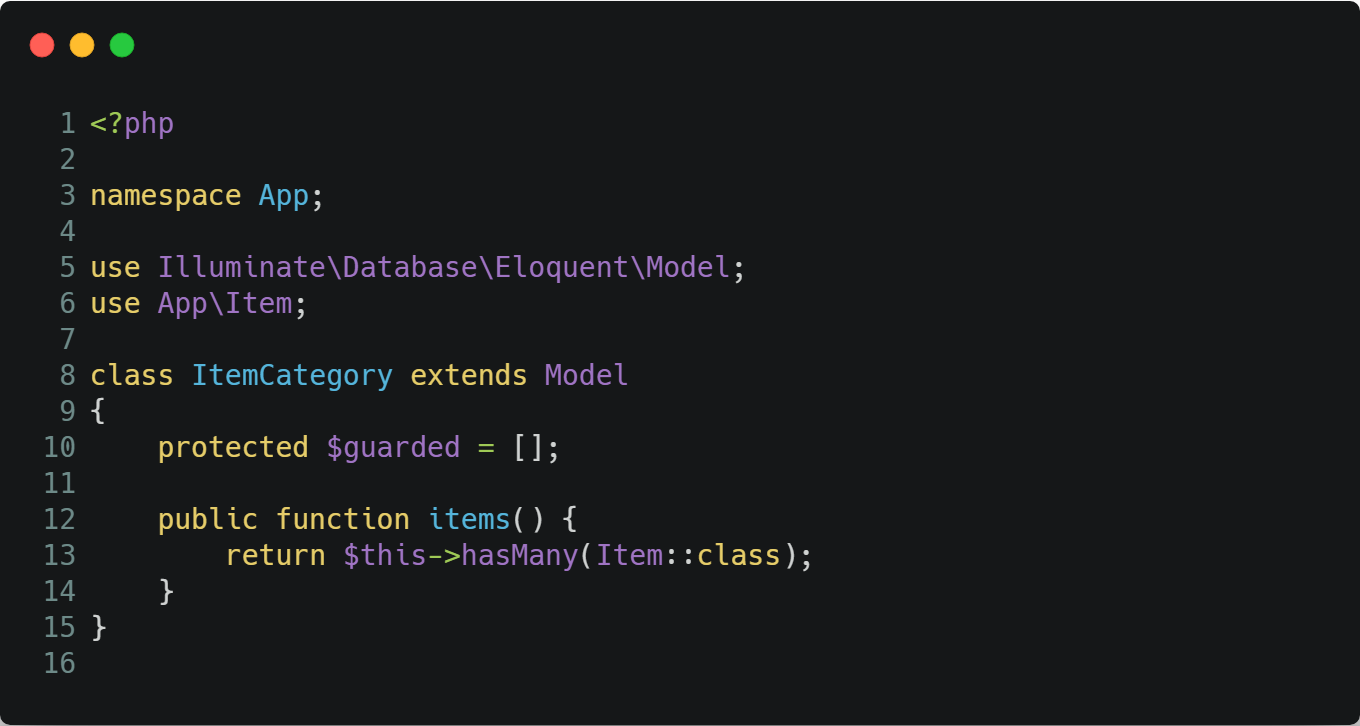 1 <?php
2
3 namespace App;
4
5 use Illuminate\Database\Eloquent\Model;
6 use App\Item;
7
8 class ItemCategory extends Model
9 {
10     protected $guarded = [];
11
12     public function items() {
13         return $this->hasMany(Item::class);
14     }
15 }
16